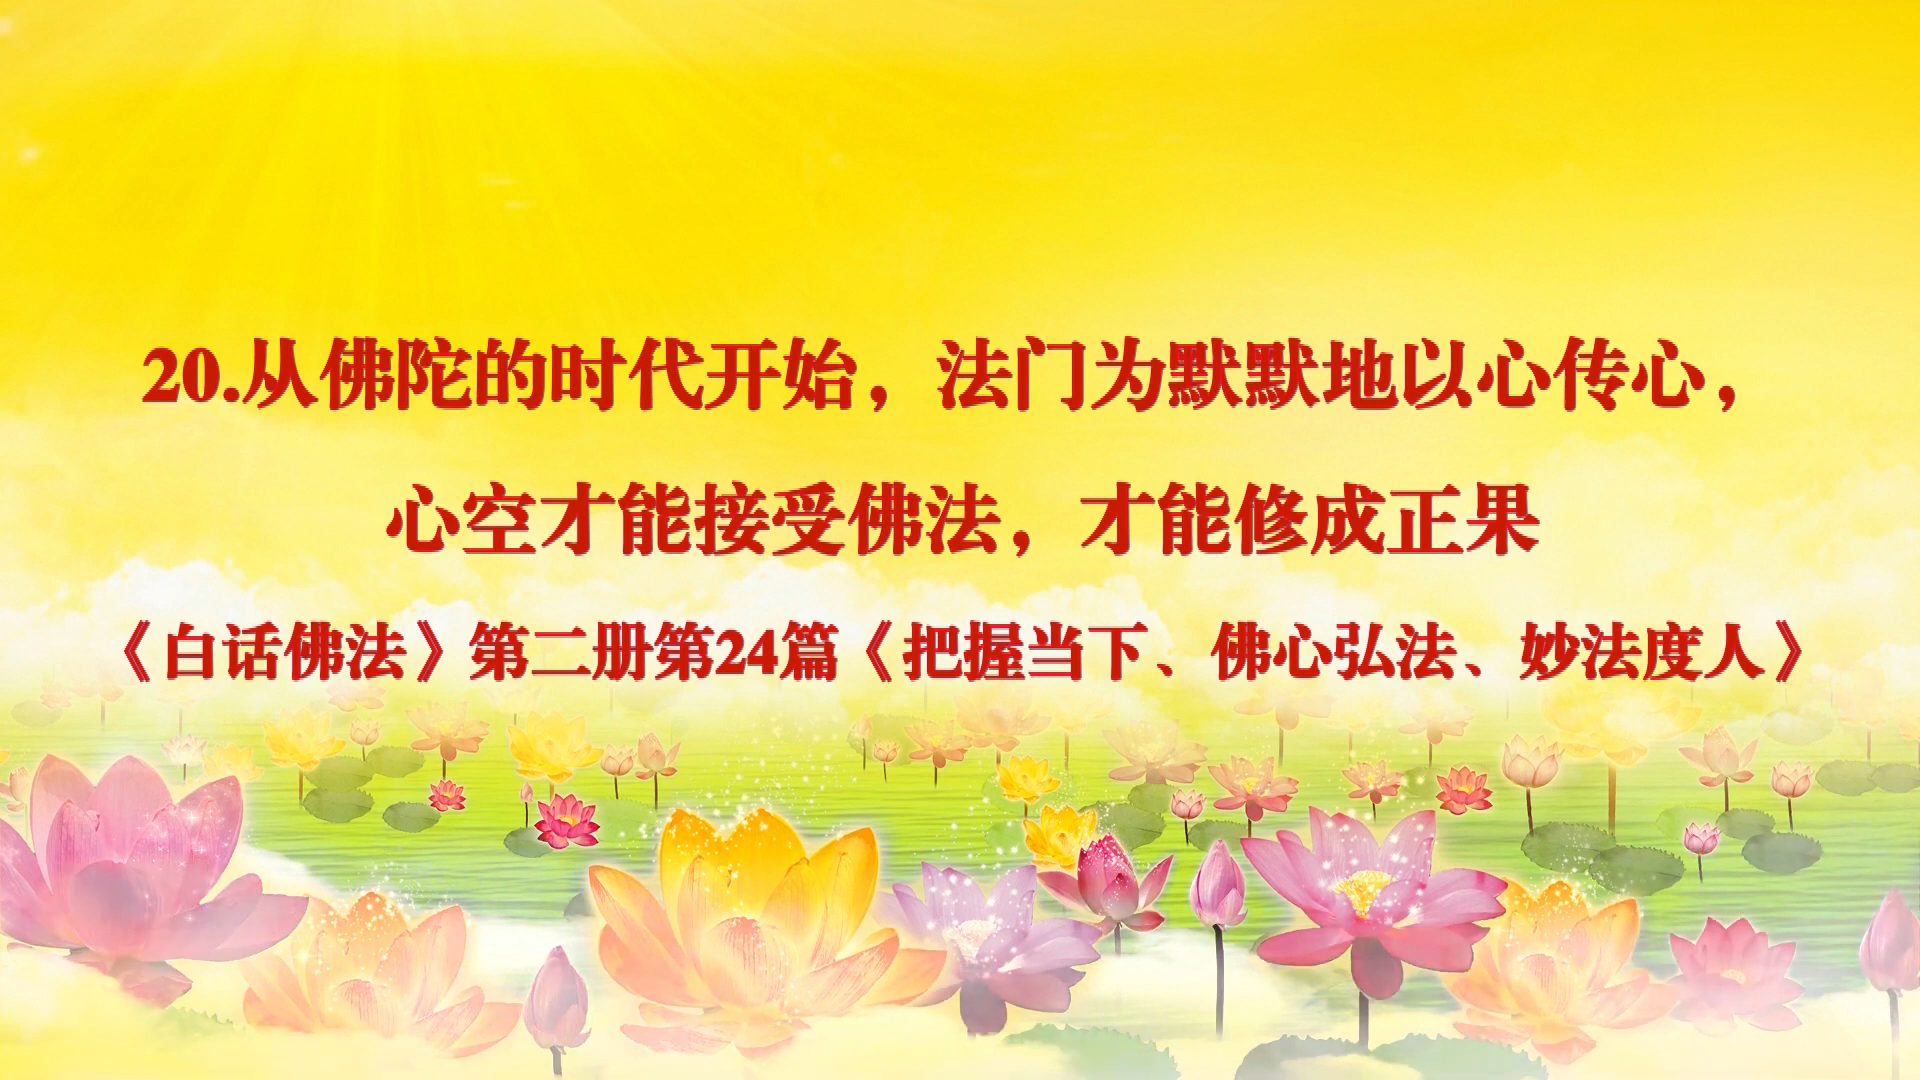 20.从佛陀的时代开始，法门为默默地以心传心，
心空才能接受佛法，才能修成正果
《白话佛法》第二册第24篇《把握当下、佛心弘法、妙法度人》